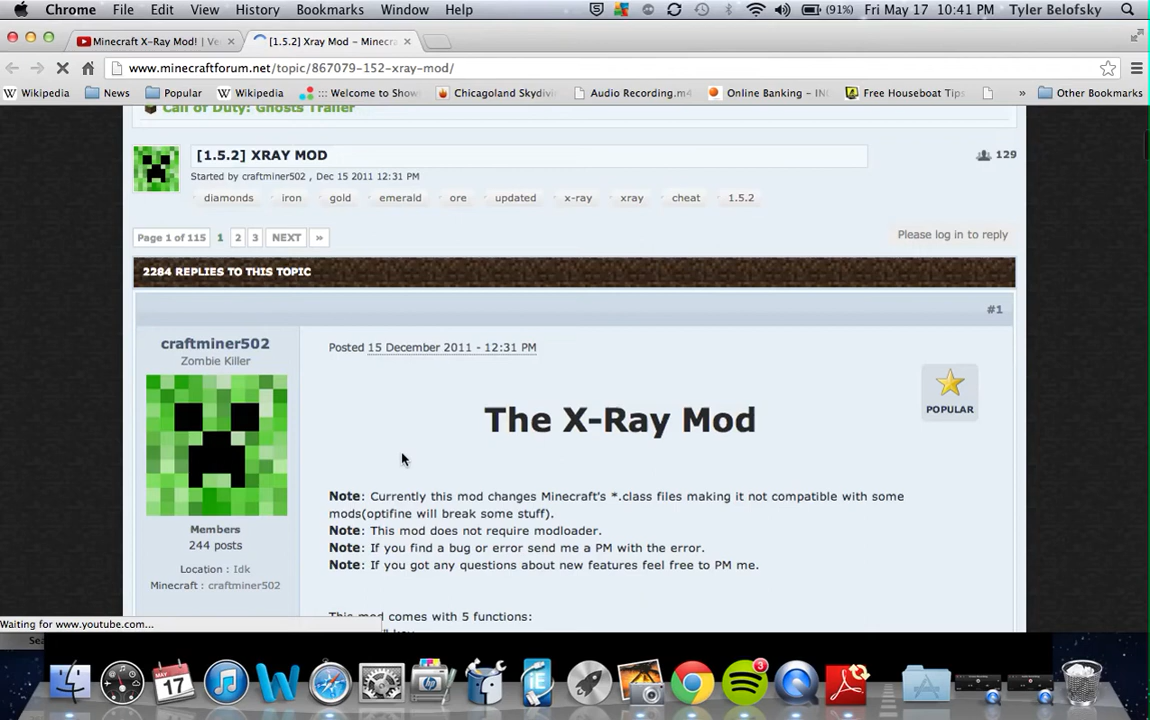 Chrome File Edit View History Bookmarks Window Help (91%) Fri May 17 10:41 PM Tyler Belofsky
Minecraft X-Ray Mod! | Ve × [1.5.2] Xray Mod – Minecra ×
www.minecraftforum.net/topic/867079-152-xray-mod/
Wikipedia News Popular Wikipedia ::: Welcome to Show Chicagoland Skydivi Audio Recording.m4 Online Banking – IN Free Houseboat Tips » Other Bookmarks
Call of Duty: Ghosts Trailer
[1.5.2] XRAY MOD
129
Started by craftminer502 , Dec 15 2011 12:31 PM
diamonds iron gold emerald ore updated x-ray xray cheat 1.5.2
Page 1 of 115 1 2 3 NEXT » Please log in to reply
2284 REPLIES TO THIS TOPIC
#1
craftminer502
Zombie Killer
Members
244 posts
Location : Idk
Minecraft : craftminer502
Posted 15 December 2011 - 12:31 PM
POPULAR
The X-Ray Mod
Note: Currently this mod changes Minecraft's *.class files making it not compatible with some
mods(optifine will break some stuff).
Note: This mod does not require modloader.
Note: If you find a bug or error send me a PM with the error.
Note: If you got any questions about new features feel free to PM me.
This mod comes with 5 functions:
Waiting for www.youtube.com...
MAY
17
HP
iE
3